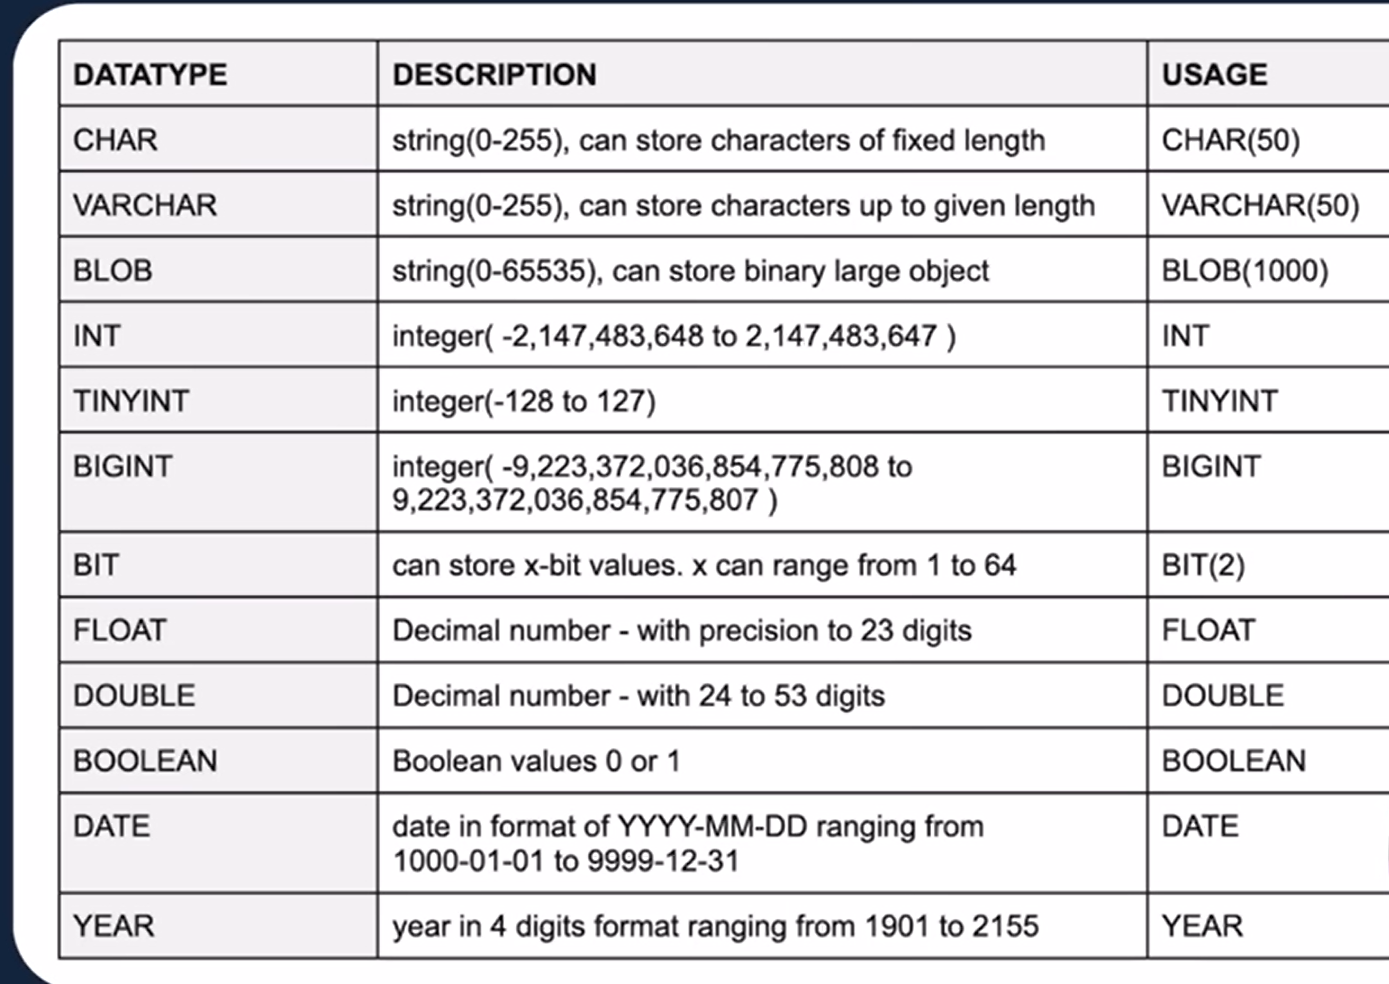 DATATYPE DESCRIPTION USAGE
CHAR string(0-255), can store characters of fixed length CHAR(50)
VARCHAR string(0-255), can store characters up to given length VARCHAR(50)
BLOB string(0-65535), can store binary large object BLOB(1000)
INT integer( -2,147,483,648 to 2,147,483,647 ) INT
TINYINT integer(-128 to 127) TINYINT
BIGINT integer( -9,223,372,036,854,775,808 to BIGINT
9,223,372,036,854,775,807 )
BIT can store x-bit values. x can range from 1 to 64 BIT(2)
FLOAT Decimal number - with precision to 23 digits FLOAT
DOUBLE Decimal number - with 24 to 53 digits DOUBLE
BOOLEAN Boolean values 0 or 1 BOOLEAN
DATE date in format of YYYY-MM-DD ranging from DATE
1000-01-01 to 9999-12-31
YEAR year in 4 digits format ranging from 1901 to 2155 YEAR